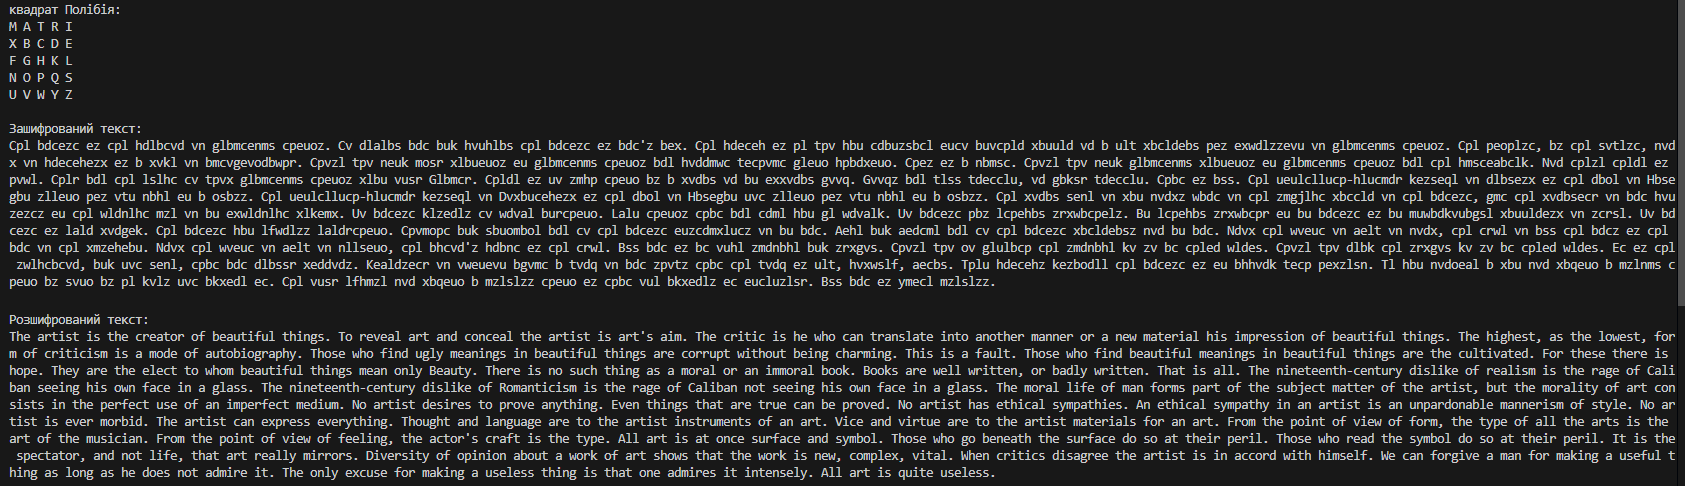 квадрат Полібія:
M A T R I
X B C D E
F G H K L
N O P Q S
U V W Y Z
Зашифрований текст:
Cpl bdcezc ez cpl hdlbcvd vn glbmcenms cpeuoz. Cv dlalbs bdc buk hvuhlbs cpl bdcezc ez bdc'z bex. Cpl hdeceh ez pl tpv hbu cdbuzsbcl eucv buvcpld xbuuld vd b ult xbcldebs pez exwdlzzevu vn glbmcenms cpeuoz. Cpl peoplzc, bz cpl svtlzc, nvd
xvdx vn hdecehezx ez b xvkl vn bmcvgevodbwpr. Cpvzl tpv neuk mosr xlbueuoz eu glbmcenms cpeuoz bdl hvddmwc tecpvmc gleuo hpbdxeuo. Cpez ez b nbmsc. Cpvzl tpv neuk glbmcenms xlbueuoz eu glbmcenms cpeuoz bdl cpl hmsceabclk. Nvd cplzl cpldl ez
pvwl. Cplr bdl cpl lslhc cv tpvx glbmcenms cpeuoz xlbu vusr Glbmcr. Cpldl ez uv zmhp cpeuo bz b xvdbs vd bu exxvdbs gvvq. Gvvqz bdl tlss tdecclu, vd gbksr tdecclu. Cpbc ez bss. Cpl ueulcllucp-hlucmdr kezseql vn dlbsezx ez cpl dbol vn Hbse
gbu zlleuo pez vtu nbhl eu b osbzz. Cpl ueulcllucp-hlucmdr kezseql vn Dvxbucehezx ez cpl dbol vn Hbsegbu uvc zlleuo pez vtu nbhl eu b osbzz. Cpl xvdbs senl vn xbu nvdxz wbdc vn cpl zmgjlhc xbccld vn cpl bdcezc, gmc cpl xvdbsecr vn bdc hvu
zezcz eu cpl wldnlhc mzl vn bu exwldnlhc xlkemx. Uv bdcezc klzedlz cv wdval burcpeuo. Lalu cpeuoz cpbc bdl cdml hbu gl wdvalk. Uv bdcezc pbz lcpehbs zrxwbcpelz. Bu lcpehbs zrxwbcpr eu bu bdcezc ez bu muwbdkvubgsl xbuuldezx vn zcrsl. Uv bd
cezc ez lald xvdgek. Cpl bdcezc hbu lfwdlzz laldrcpeuo. Cpvmopc buk sbuombol bdl cv cpl bdcezc euzcdmxlucz vn bu bdc. Aehl buk aedcml bdl cv cpl bdcezc xbcldebsz nvd bu bdc. Ndvx cpl wveuc vn aelt vn nvdx, cpl crwl vn bss cpl bdcz ez cpl
bdc vn cpl xmzehebu. Ndvx cpl wveuc vn aelt vn nllseuo, cpl bhcvd'z hdbnc ez cpl crwl. Bss bdc ez bc vuhl zmdnbhl buk zrxgvs. Cpvzl tpv ov glulbcp cpl zmdnbhl kv zv bc cpled wldes. Cpvzl tpv dlbk cpl zrxgvs kv zv bc cpled wldes. Ec ez cpl
zwlhcbcvd, buk uvc senl, cpbc bdc dlbssr xeddvdz. Kealdzecr vn vweuevu bgvmc b tvdq vn bdc zpvtz cpbc cpl tvdq ez ult, hvxwslf, aecbs. Tplu hdecehz kezbodll cpl bdcezc ez eu bhhvdk tecp pexzlsn. Tl hbu nvdoeal b xbu nvd xbqeuo b mzlnms c
peuo bz svuo bz pl kvlz uvc bkxedl ec. Cpl vusr lfhmzl nvd xbqeuo b mzlslzz cpeuo ez cpbc vul bkxedlz ec eucluzlsr. Bss bdc ez ymecl mzlslzz.
Розшифрований текст:
The artist is the creator of beautiful things. To reveal art and conceal the artist is art's aim. The critic is he who can translate into another manner or a new material his impression of beautiful things. The highest, as the lowest, for
m of criticism is a mode of autobiography. Those who find ugly meanings in beautiful things are corrupt without being charming. This is a fault. Those who find beautiful meanings in beautiful things are the cultivated. For these there is
hope. They are the elect to whom beautiful things mean only Beauty. There is no such thing as a moral or an immoral book. Books are well written, or badly written. That is all. The nineteenth-century dislike of realism is the rage of Cali
ban seeing his own face in a glass. The nineteenth-century dislike of Romanticism is the rage of Caliban not seeing his own face in a glass. The moral life of man forms part of the subject matter of the artist, but the morality of art con
sists in the perfect use of an imperfect medium. No artist desires to prove anything. Even things that are true can be proved. No artist has ethical sympathies. An ethical sympathy in an artist is an unpardonable mannerism of style. No ar
tist is ever morbid. The artist can express everything. Thought and language are to the artist instruments of an art. Vice and virtue are to the artist materials for an art. From the point of view of form, the type of all the arts is the
art of the musician. From the point of view of feeling, the actor's craft is the type. All art is at once surface and symbol. Those who go beneath the surface do so at their peril. Those who read the symbol do so at their peril. It is the
spectator, and not life, that art really mirrors. Diversity of opinion about a work of art shows that the work is new, complex, vital. When critics disagree the artist is in accord with himself. We can forgive a man for making a useful t
hing as long as he does not admire it. The only excuse for making a useless thing is that one admires it intensely. All art is quite useless.